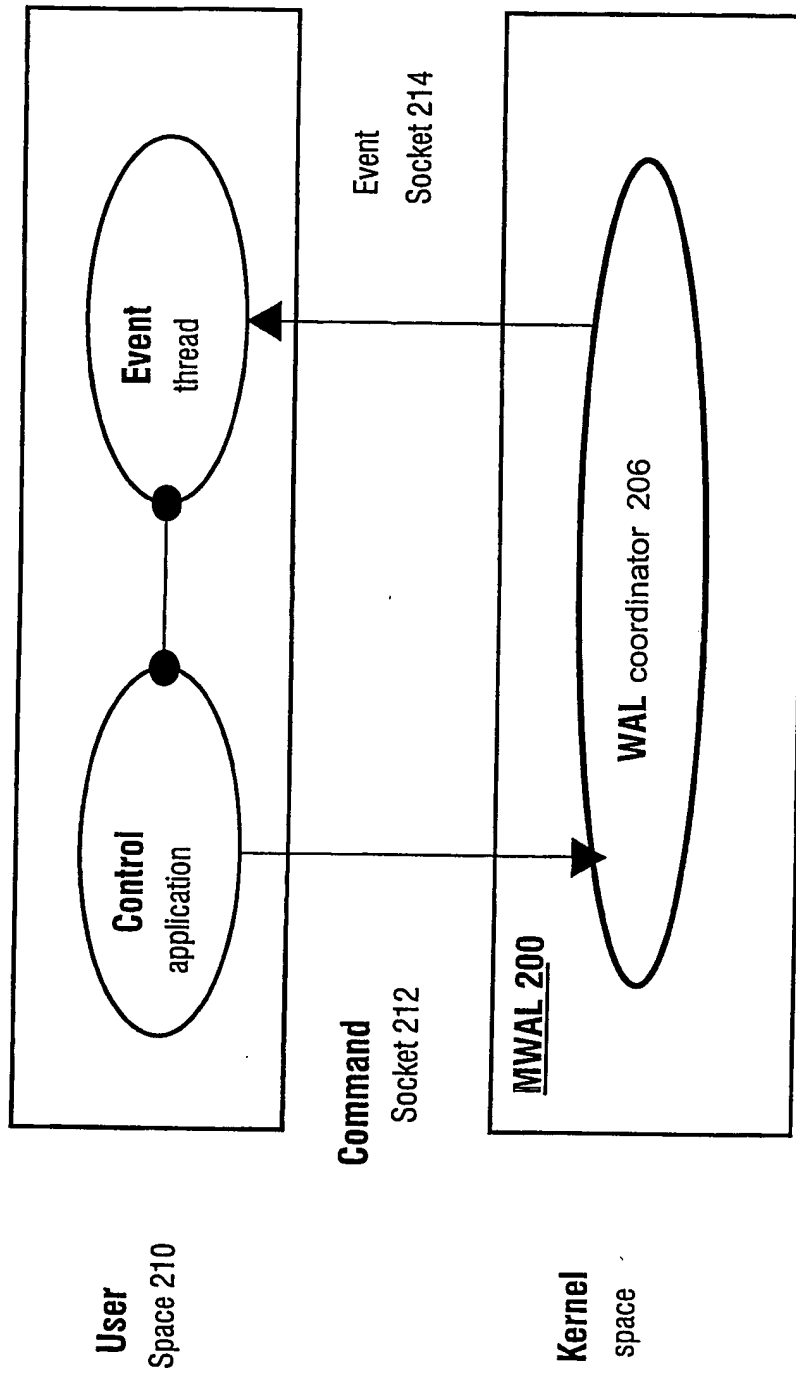 User
Space 210
Control
application
Event
thread
Command
Socket 212
Event
Socket 214
Kernel
space
MWAL 200
WAL coordinator 206